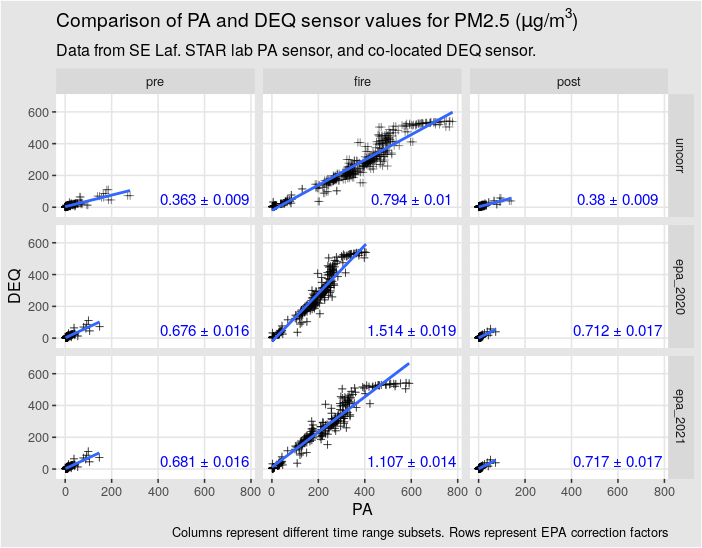 Comparison of PA and DEQ sensor values for PM2.5 (µg/m³)
Data from SE Laf. STAR lab PA sensor, and co-located DEQ sensor.
pre fire post
600
400
200
0
0.363 ± 0.009 0.794 ± 0.01 0.38 ± 0.009
uncorr
600
400
200
0
0.676 ± 0.016 1.514 ± 0.019 0.712 ± 0.017
epa_2020
DEQ
600
400
200
0
0.681 ± 0.016 1.107 ± 0.014 0.717 ± 0.017
epa_2021
0 200 400 600 800 0 200 400 600 800 0 200 400 600 800
PA
Columns represent different time range subsets. Rows represent EPA correction factors